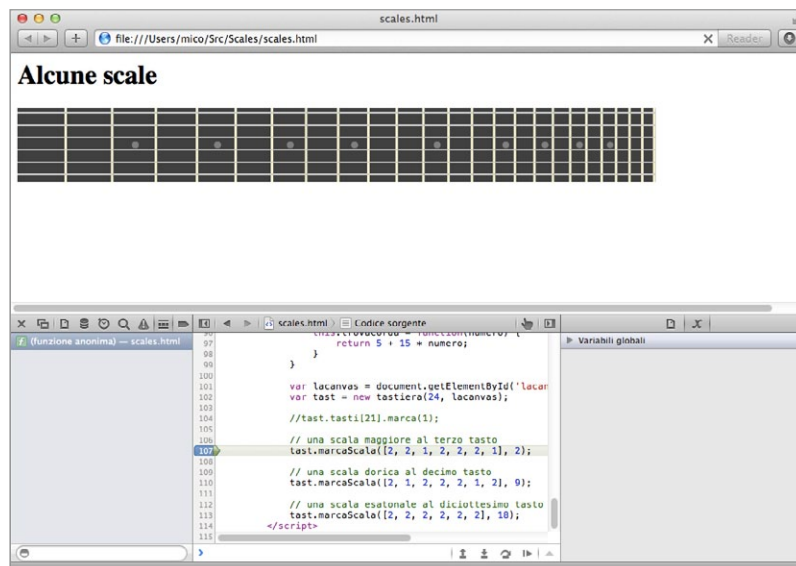 scales.html
file:///Users/mico/Src/Scales/scales.html
Reader
Alcune scale
scales.html
Codice sorgente
(funzione anonima) — scales.html
Variabili globali
96 this.trovaCorda = function(numero) {
97 return 5 + 15 * numero;
98 }
99 }
100
101 var lacanvas = document.getElementById('lacan
102 var tast = new tastiera(24, lacanvas);
103
104 //tast.tasti[21].marca(1);
105
106 // una scala maggiore al terzo tasto
107 tast.marcaScala([2, 2, 1, 2, 2, 2, 1], 2);
108
109 // una scala dorica al decimo tasto
110 tast.marcaScala([2, 1, 2, 2, 2, 1, 2], 9);
111
112 // una scala esatonale al diciottesimo tasto
113 tast.marcaScala([2, 2, 2, 2, 2, 2], 18);
114 </script>
115